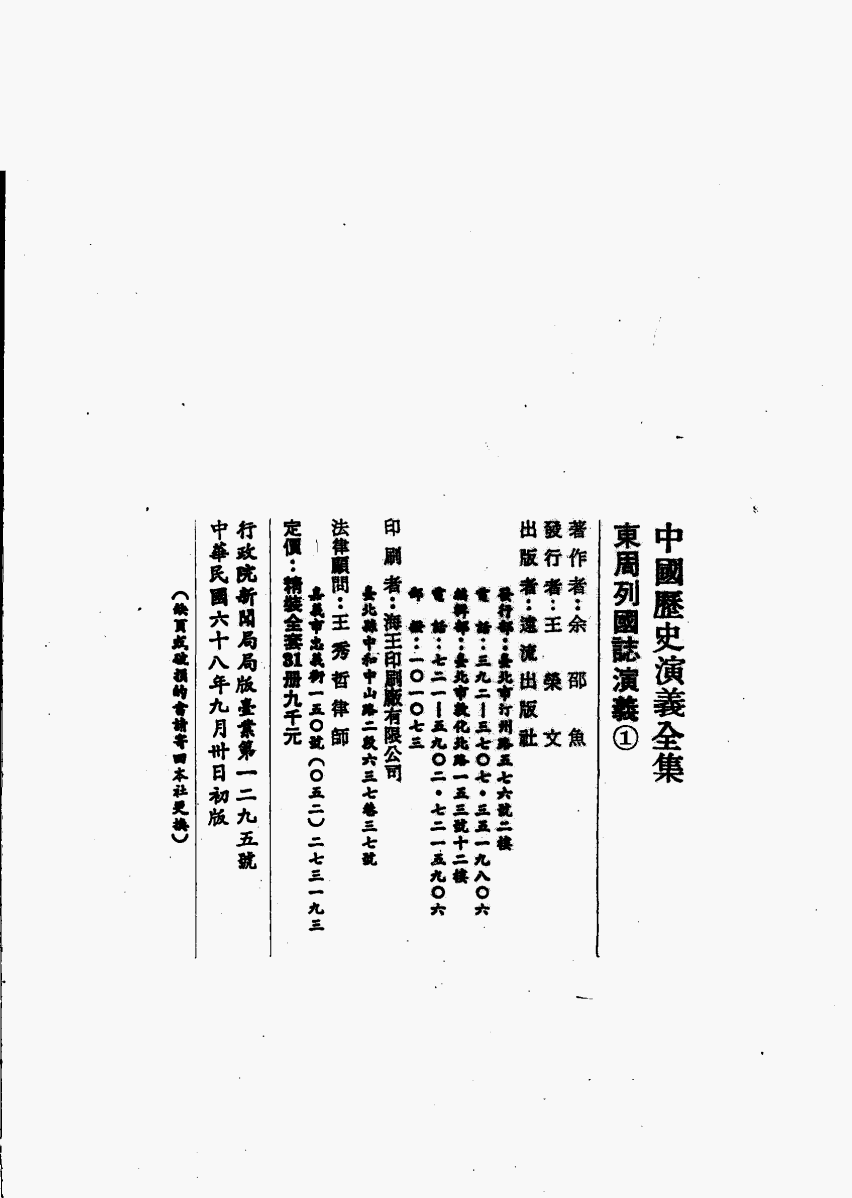 中國歷史演義全集
東周列國誌演義①
著作者：余邵魚
發行者：王榮文
出版者：遠流出版社
發行部：臺北市汀州路五七六號二樓
電話：三九二—三七〇七・三五一九八〇六
編輯部：臺北市敦化北路一五三號十二樓
電話：七二一—五九〇二・七二一五九〇六
郵撥：一〇一〇七三
印刷者：海王印刷廠有限公司
臺北縣中和中山路二段六三七巷三七號
法律顧問：王秀哲律師
嘉義市忠義街一五〇號（〇五二）二七三一九三
定價：精裝全套31册九千元
行政院新聞局局版臺業第一二九五號
中華民國六十八年九月卅日初版
（缺頁或破損的書請寄回本社更換）